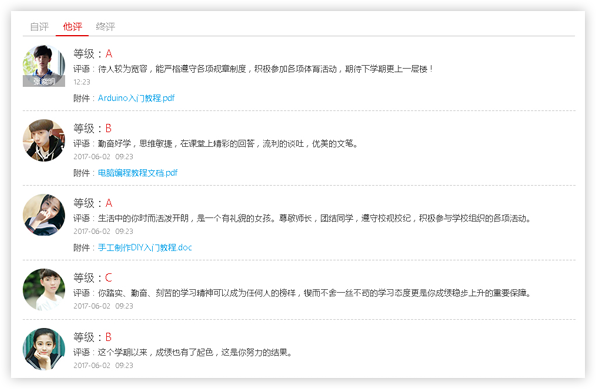 自评 他评 终评
等级：A
评语：待人较为宽容，能严格遵守各项规章制度，积极参加各项体育活动，期待下学期更上一层楼！
12:23
附件：Arduino入门教程.pdf
等级：B
评语：勤奋好学，思维敏捷，在课堂上精彩的回答，流利的谈吐，优美的文笔。
2017-06-02 09:23
附件：电脑编程教程文档.pdf
等级：A
评语：生活中的你时而活泼开朗，是一个有礼貌的女孩。尊敬师长，团结同学，遵守校规校纪，积极参与学校组织的各项活动。
2017-06-02 09:23
附件：手工制作DIY入门教程.doc
等级：C
评语：你踏实、勤奋、刻苦的学习精神可以成为任何人的榜样，锲而不舍一丝不苟的学习态度更是你成绩稳步上升的重要保障。
2017-06-02 09:23
等级：B
评语：这个学期以来，成绩也有了起色，这是你努力的结果。
2017-06-02 09:23